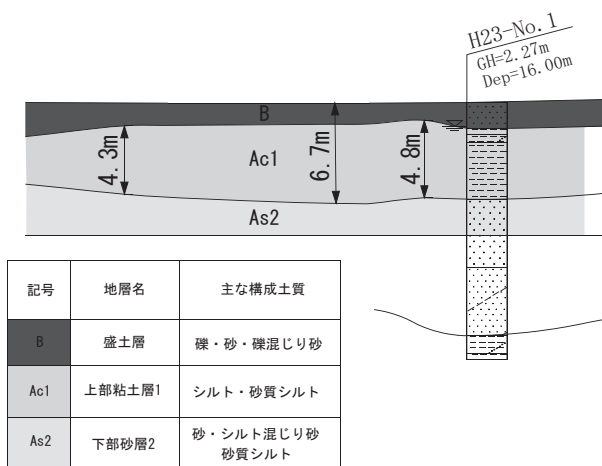 H23-No.1
GH=2.27m
Dep=16.00m
B
4.3m
Ac1
6.7m
4.8m
As2
記号 地層名 主な構成土質
B 盛土層 礫・砂・礫混じり砂
Ac1 上部粘土層1 シルト・砂質シルト
As2 下部砂層2 砂・シルト混じり砂
砂質シルト